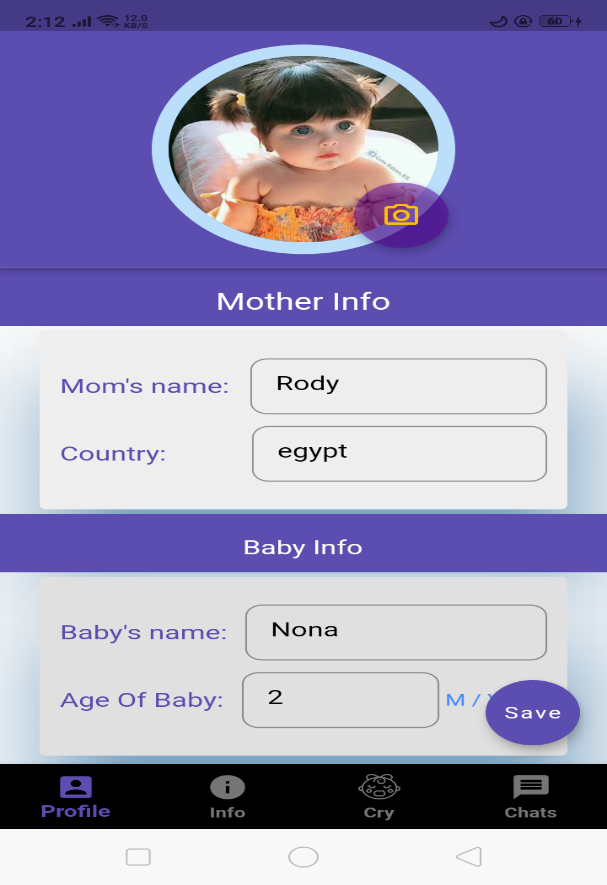 2:12 12.0 KB/S 60
Mother Info
Mom's name: Rody
Country: egypt
Baby Info
Baby's name: Nona
Age Of Baby: 2 M /
Save
Profile Info Cry Chats